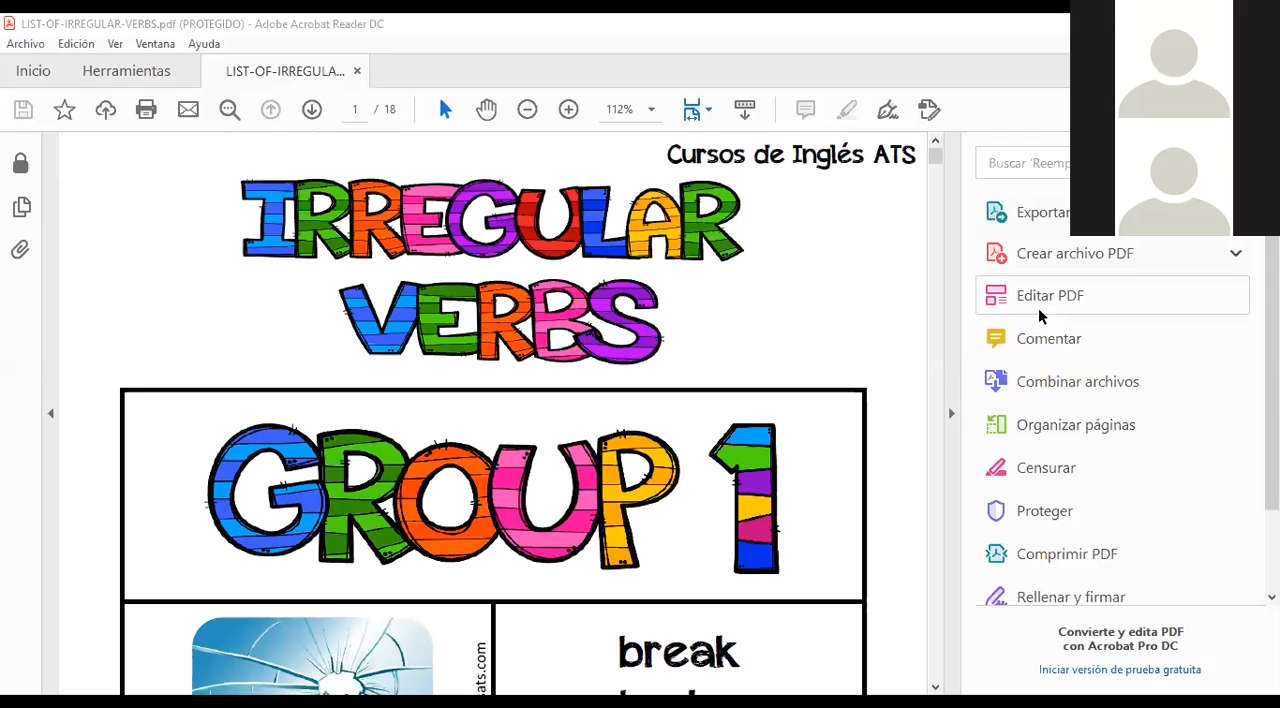 LIST-OF-IRREGULAR-VERBS.pdf (PROTEGIDO) - Adobe Acrobat Reader DC
Archivo Edición Ver Ventana Ayuda
Inicio Herramientas LIST-OF-IRREGULA... ×
1 / 18 112%
Cursos de Inglés ATS
IRREGULAR
VERBS
GROUP 1
break
Buscar 'Reemp
Exportar
Crear archivo PDF
Editar PDF
Comentar
Combinar archivos
Organizar páginas
Censurar
Proteger
Comprimir PDF
Rellenar y firmar
Convierte y edita PDF
con Acrobat Pro DC
Iniciar versión de prueba gratuita